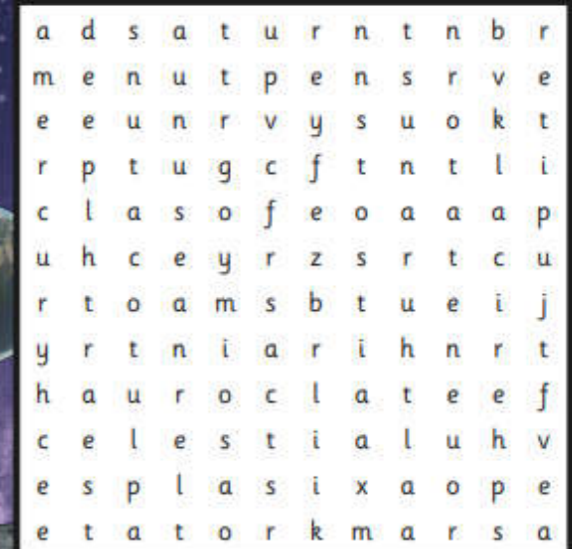 a d s a t u r n t n b r
m e n u t p e n s r v e
e e u n r v y s u o k t
r p t u g c f t n t l i
c l a s o f e o a a a p
u h c e y r z s r t c u
r t o a m s b t u e i j
y r t n i a r i h n r t
h a u r o c l a t e e f
c e l e s t i a l u h v
e s p l a s i x a o p e
e t a t o r k m a r s a